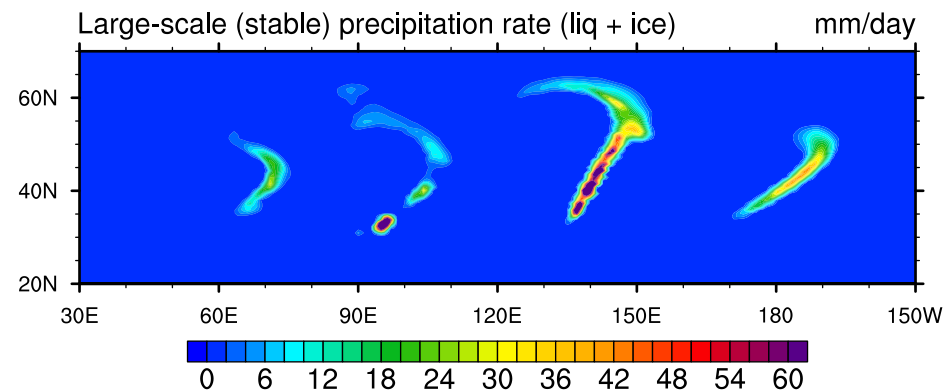 Large-scale (stable) precipitation rate (liq + ice) mm/day
60N
40N
20N
30E 60E 90E 120E 150E 180 150W
0 6 12 18 24 30 36 42 48 54 60